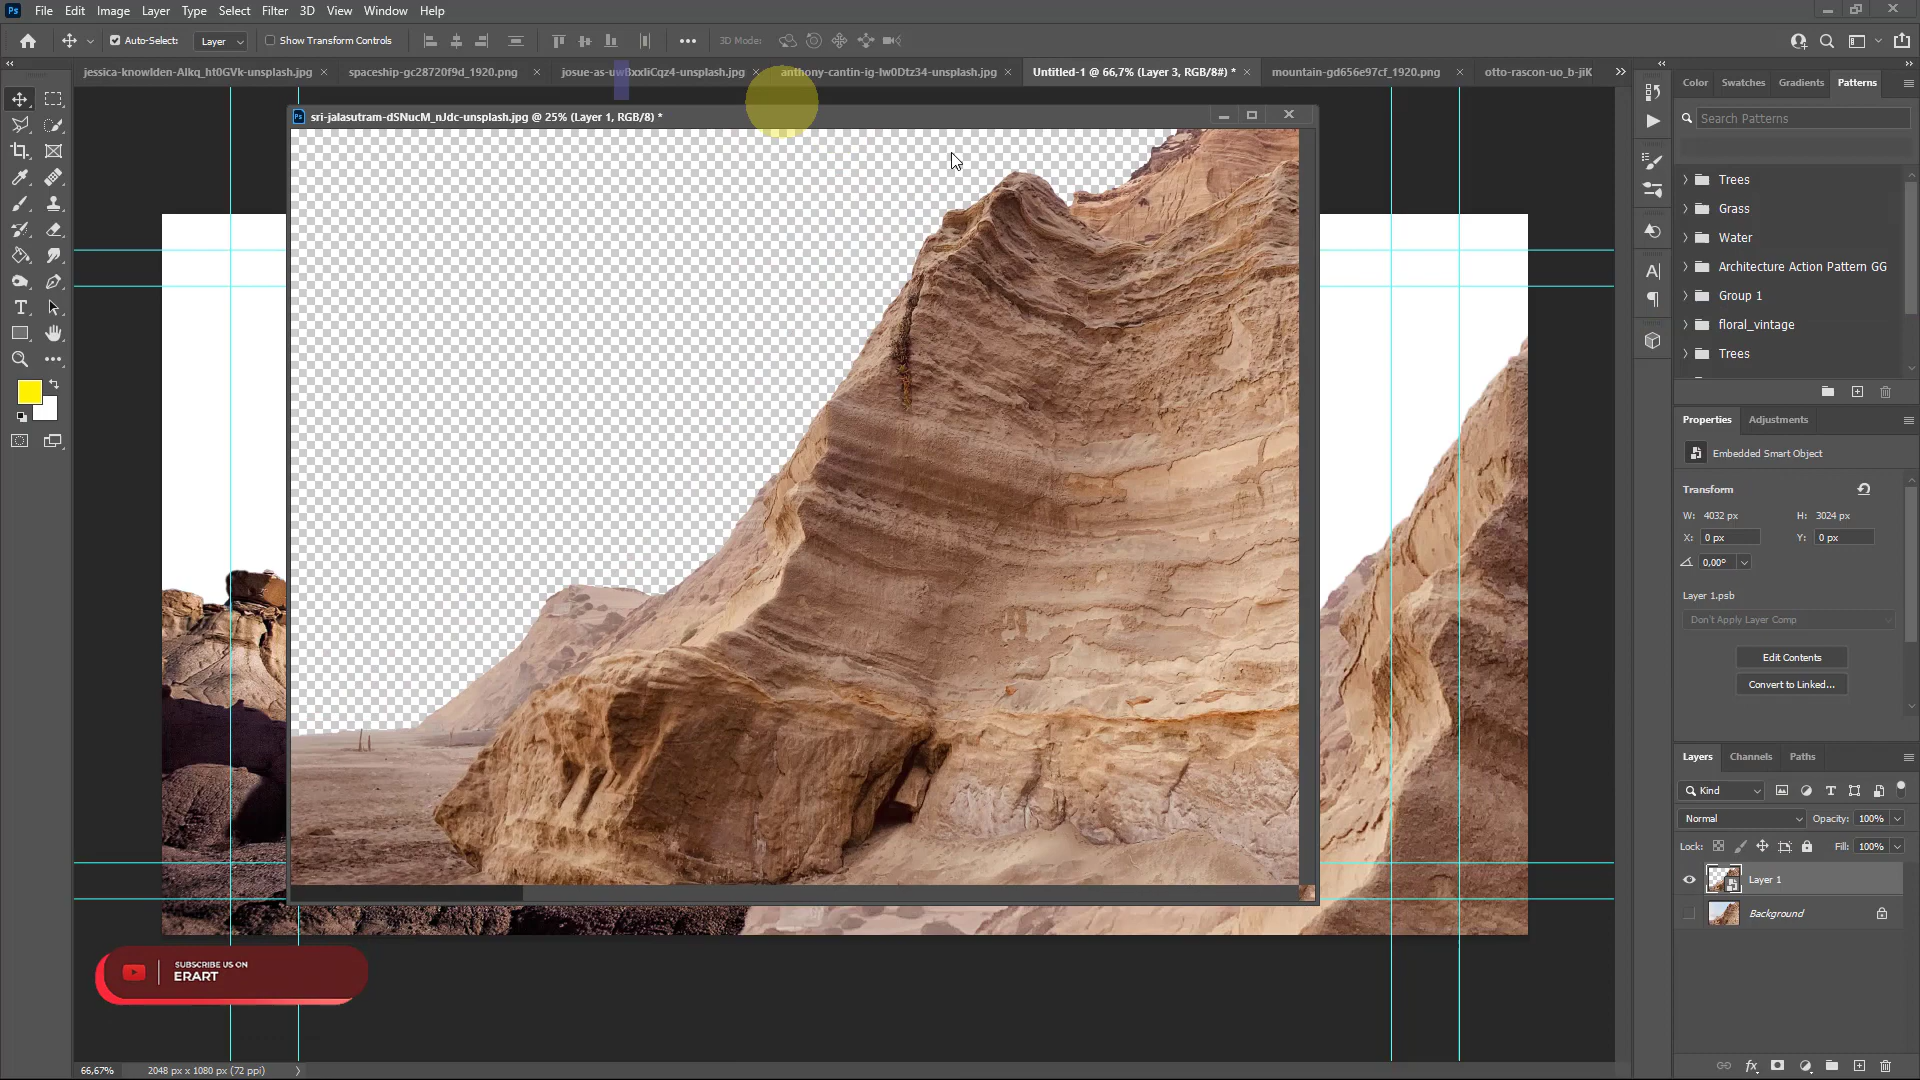 File Edit Image Layer Type Select Filter 3D View Window Help
Auto-Select: Layer Show Transform Controls 3D Mode:
jessica-knowlden-Alkq_ht0GVk-unsplash.jpg spaceship-gc28720f9d_1920.png josue-as-uwBxxliCqz4-unsplash.jpg anthony-cantin-ig-Iw0Dtz34-unsplash.jpg Untitled-1 @ 66,7% (Layer 3, RGB/8#) * mountain-gd656e97cf_1920.png otto-rascon-uo_b-jiK
sri-jalasutram-dSNucM_nJdc-unsplash.jpg @ 25% (Layer 1, RGB/8) *
Color Swatches Gradients Patterns
Search Patterns
Trees
Grass
Water
Architecture Action Pattern GG
Group 1
floral_vintage
Trees
Properties Adjustments
Embedded Smart Object
Transform
W: 4032 px H: 3024 px
X: 0 px Y: 0 px
0,00°
Layer 1.psb
Don't Apply Layer Comp
Edit Contents
Convert to Linked...
Layers Channels Paths
Kind
Normal Opacity: 100%
Lock: Fill: 100%
Layer 1
Background
SUBSCRIBE US ON
ERART
66,67% 2048 px x 1080 px (72 ppi)